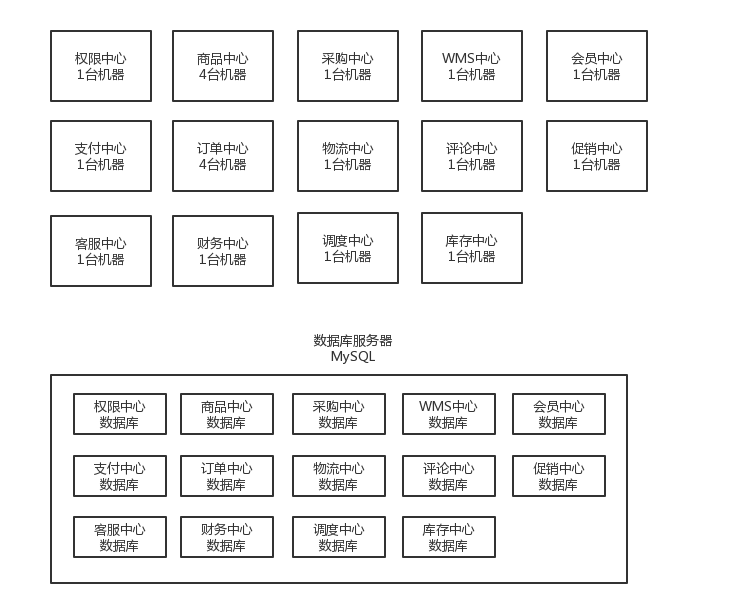 权限中心
1台机器
商品中心
4台机器
采购中心
1台机器
WMS中心
1台机器
会员中心
1台机器
支付中心
1台机器
订单中心
4台机器
物流中心
1台机器
评论中心
1台机器
促销中心
1台机器
客服中心
1台机器
财务中心
1台机器
调度中心
1台机器
库存中心
1台机器
数据库服务器
MySQL
权限中心
数据库
商品中心
数据库
采购中心
数据库
WMS中心
数据库
会员中心
数据库
支付中心
数据库
订单中心
数据库
物流中心
数据库
评论中心
数据库
促销中心
数据库
客服中心
数据库
财务中心
数据库
调度中心
数据库
库存中心
数据库